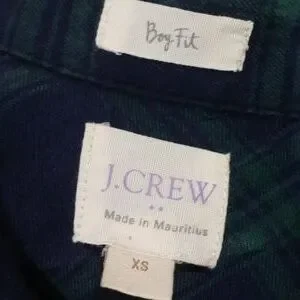 Boy Fit
J.CREW
Made in Mauritius
XS